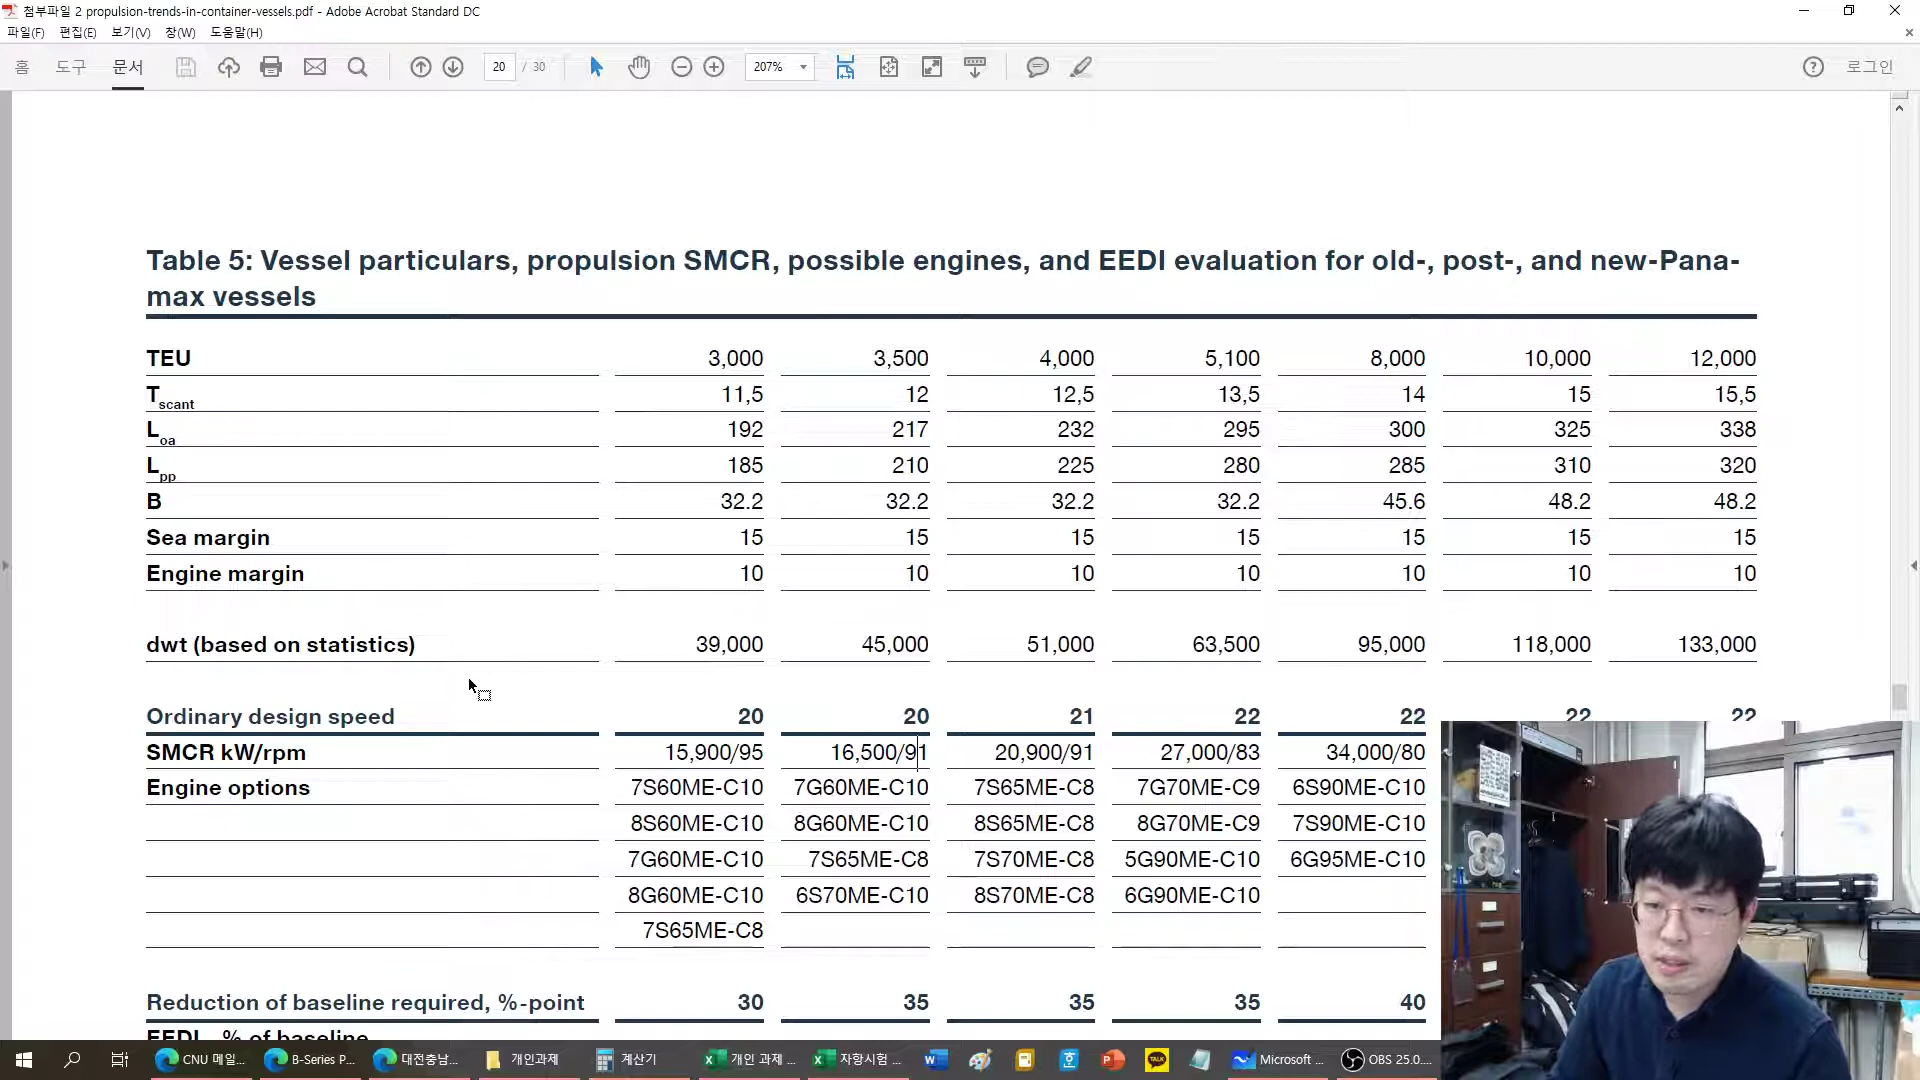 첨부파일 2 propulsion-trends-in-container-vessels.pdf - Adobe Acrobat Standard DC
파일(F) 편집(E) 보기(V) 창(W) 도움말(H)
홈 도구 문서 20 / 30 207% 로그인
Table 5: Vessel particulars, propulsion SMCR, possible engines, and EEDI evaluation for old-, post-, and new-Pana-
max vessels
TEU 3,000 3,500 4,000 5,100 8,000 10,000 12,000
Tscant 11,5 12 12,5 13,5 14 15 15,5
Loa 192 217 232 295 300 325 338
Lpp 185 210 225 280 285 310 320
B 32.2 32.2 32.2 32.2 45.6 48.2 48.2
Sea margin 15 15 15 15 15 15 15
Engine margin 10 10 10 10 10 10 10
dwt (based on statistics) 39,000 45,000 51,000 63,500 95,000 118,000 133,000
Ordinary design speed 20 20 21 22 22 22 22
SMCR kW/rpm 15,900/95 16,500/91 20,900/91 27,000/83 34,000/80
Engine options 7S60ME-C10 7G60ME-C10 7S65ME-C8 7G70ME-C9 6S90ME-C10
8S60ME-C10 8G60ME-C10 8S65ME-C8 8G70ME-C9 7S90ME-C10
7G60ME-C10 7S65ME-C8 7S70ME-C8 5G90ME-C10 6G95ME-C10
8G60ME-C10 6S70ME-C10 8S70ME-C8 6G90ME-C10
7S65ME-C8
Reduction of baseline required, %-point 30 35 35 35 40
EEDI, % of baseline
CNU 메일... B-Series P... 대전충남... 개인과제 계산기 개인 과제 ... 자항시험 ... Microsoft ... OBS 25.0....